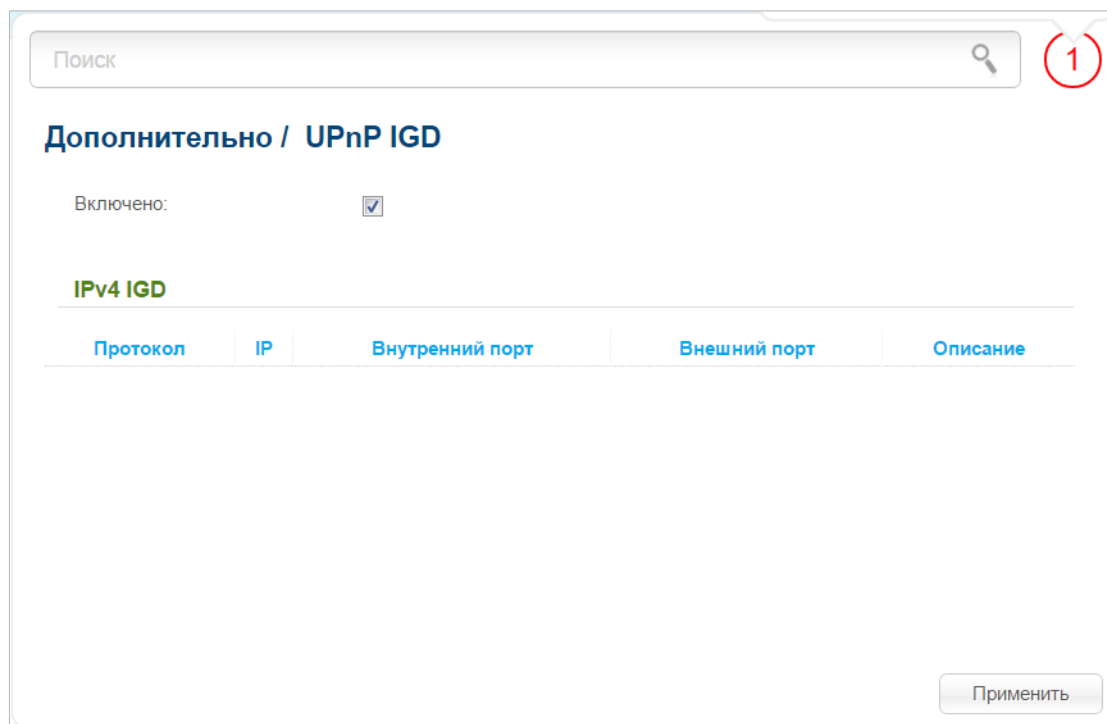 Поиск
1
Дополнительно / UPnP IGD
Включено:
IPv4 IGD
Протокол IP Внутренний порт Внешний порт Описание
Применить